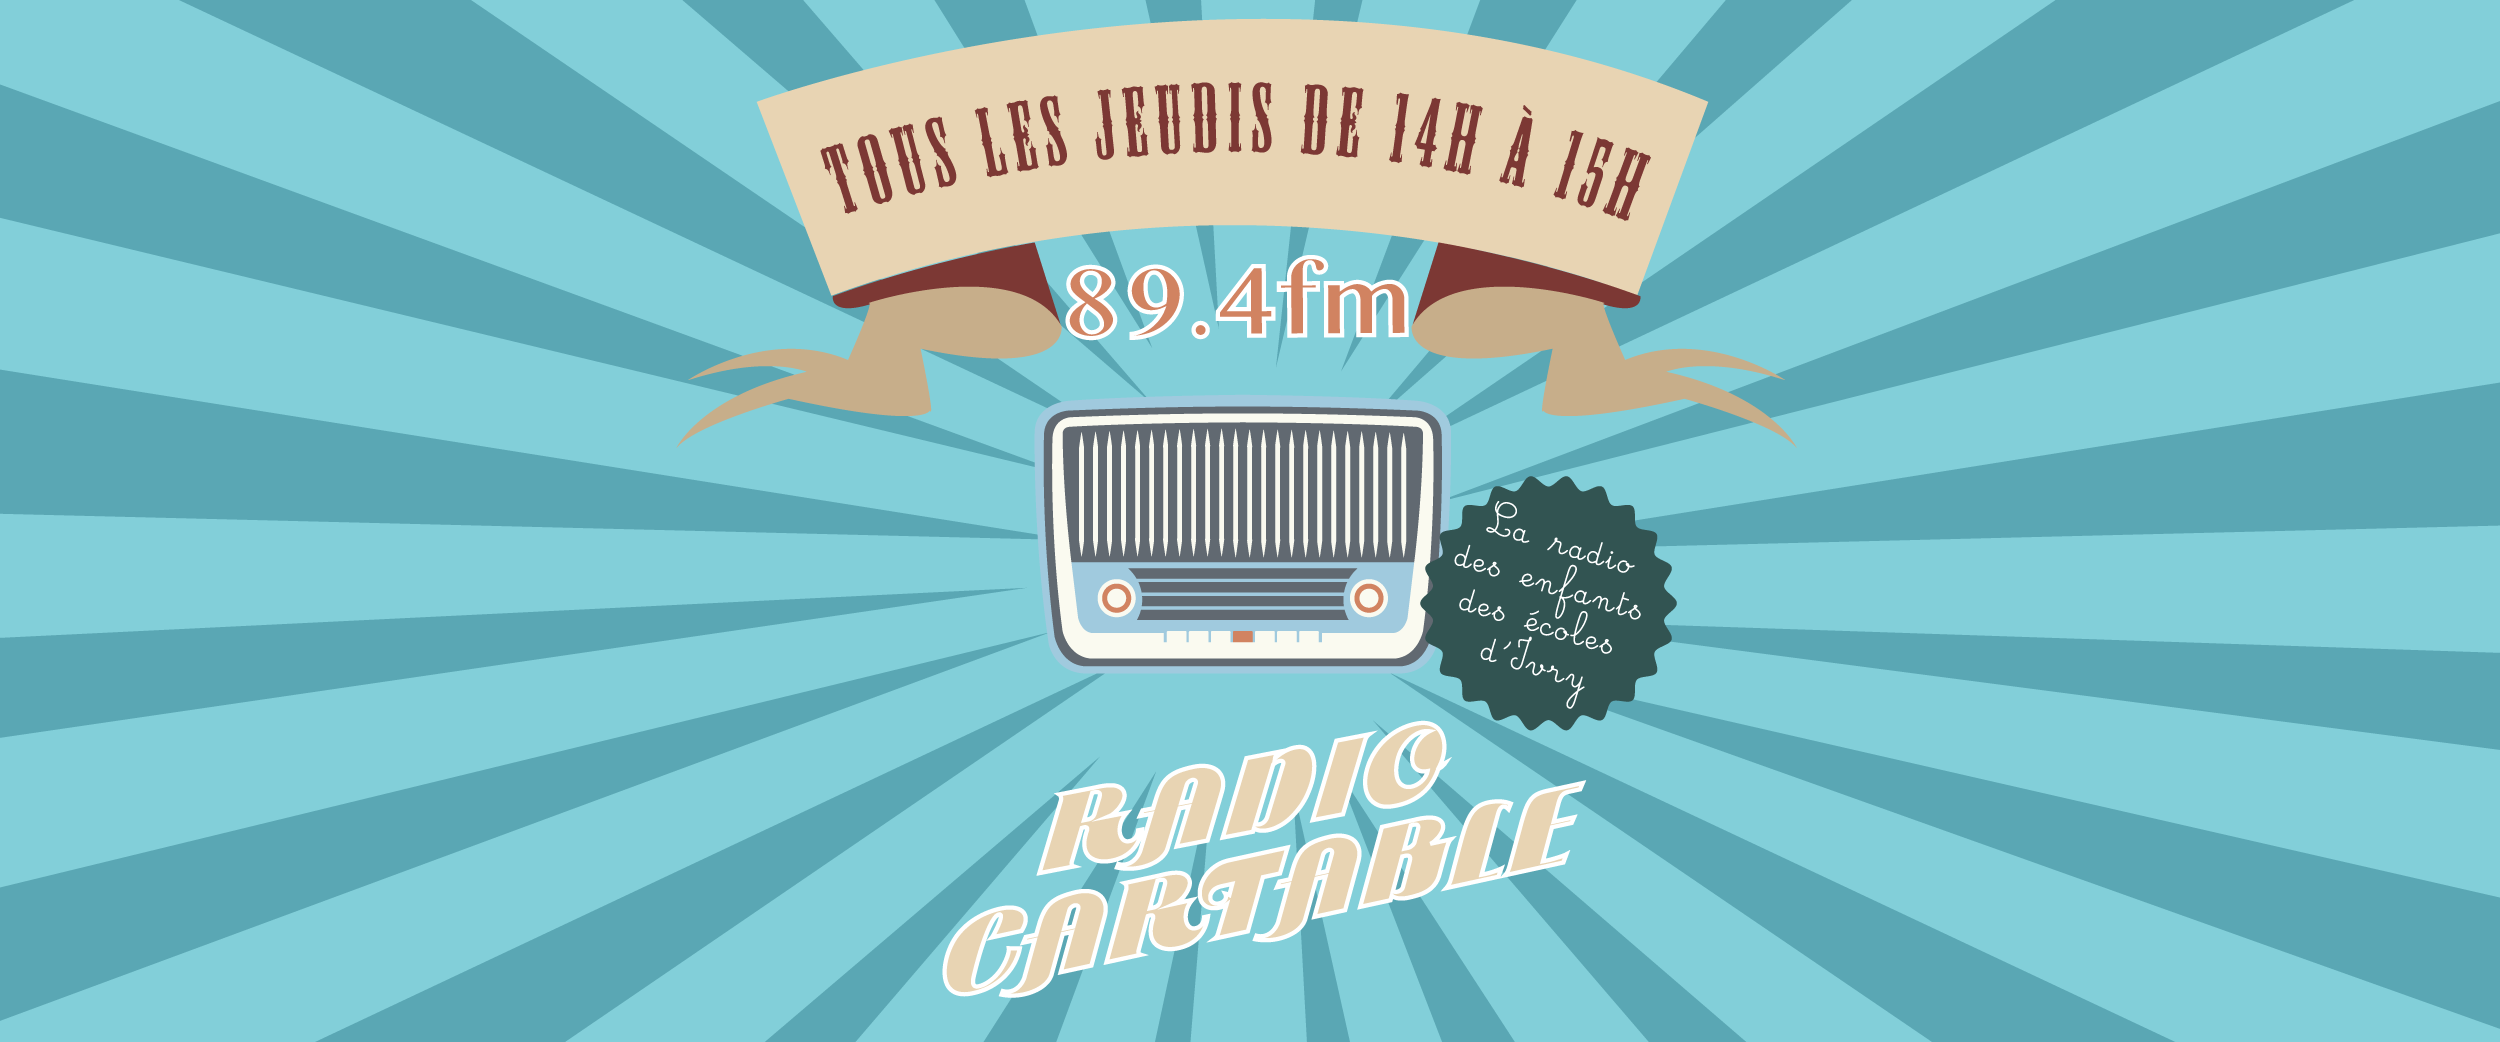 TOUS LES JEUDIS DE 14H À 15H
89.4fm
La radio
des enfants
des écoles
d'Ivry
RADIO
CARTABLE